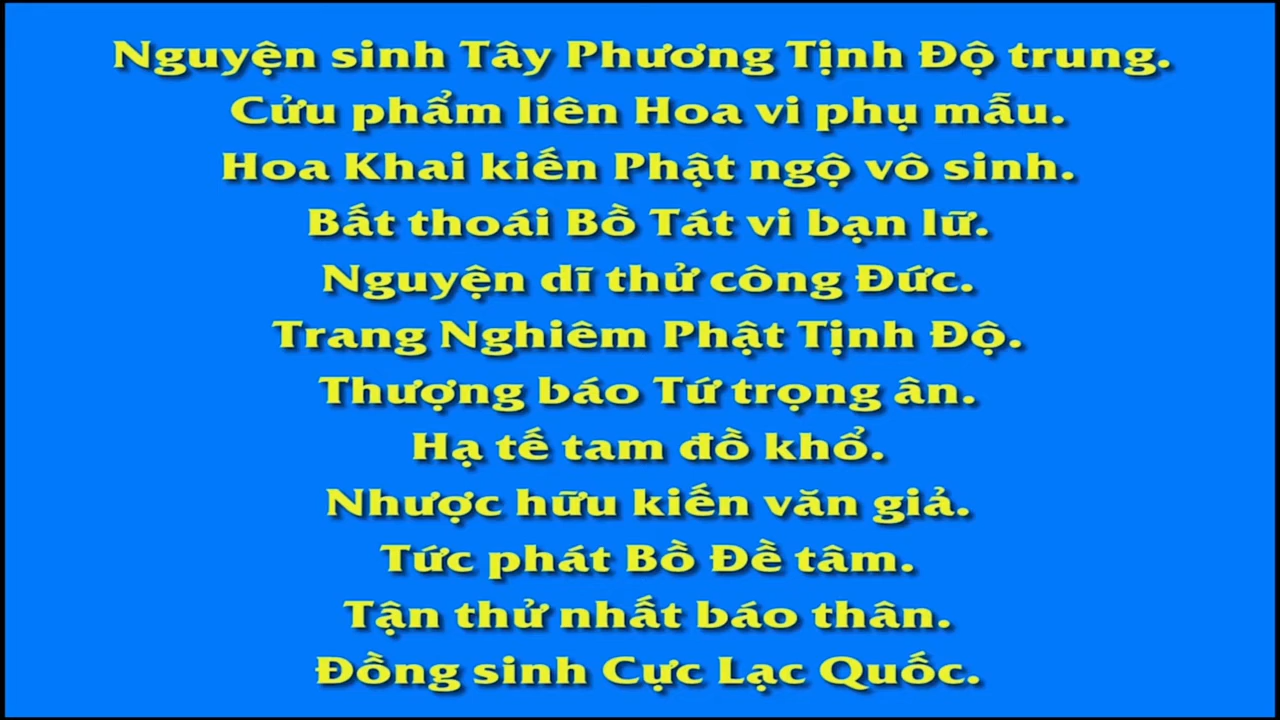 Nguyện sinh Tây Phương Tịnh Độ trung.
Cửu phẩm liên Hoa vi phụ mẫu.
Hoa Khai kiến Phật ngộ vô sinh.
Bất thoái Bồ Tát vi bạn lữ.
Nguyện dĩ thử công Đức.
Trang Nghiêm Phật Tịnh Độ.
Thượng báo Tứ trọng ân.
Hạ tế tam đồ khổ.
Nhược hữu kiến văn giả.
Tức phát Bồ Đề tâm.
Tận thử nhất báo thân.
Đồng sinh Cực Lạc Quốc.